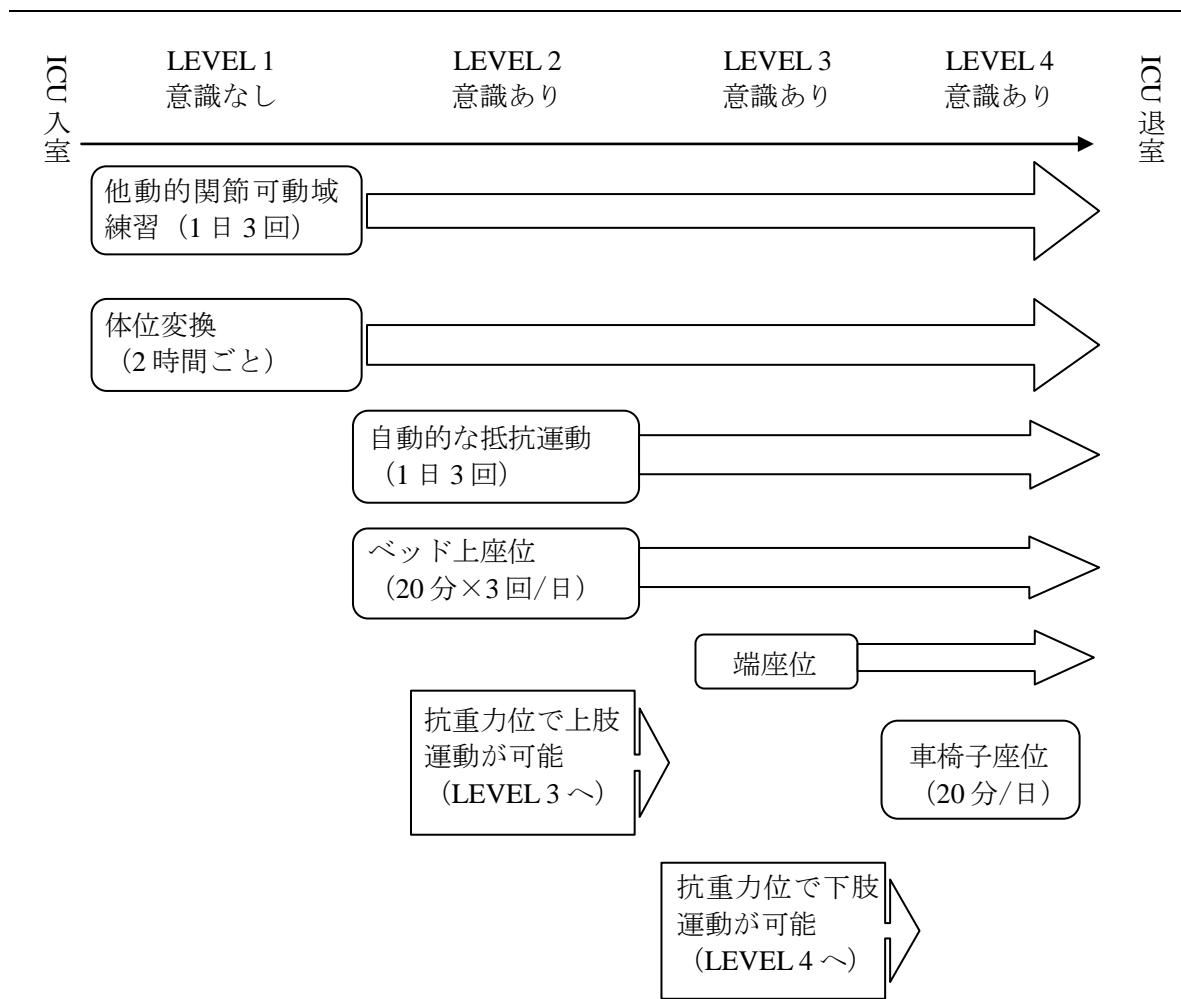 ICU入室
LEVEL 1
意識なし
LEVEL 2
意識あり
LEVEL 3
意識あり
LEVEL 4
意識あり
ICU退室
他動的関節可動域
練習（1日3回）
体位変換
（2時間ごと）
自動的な抵抗運動
（1日3回）
ベッド上座位
（20分×3回/日）
端座位
抗重力位で上肢
運動が可能
（LEVEL 3へ）
車椅子座位
（20分/日）
抗重力位で下肢
運動が可能
（LEVEL 4へ）